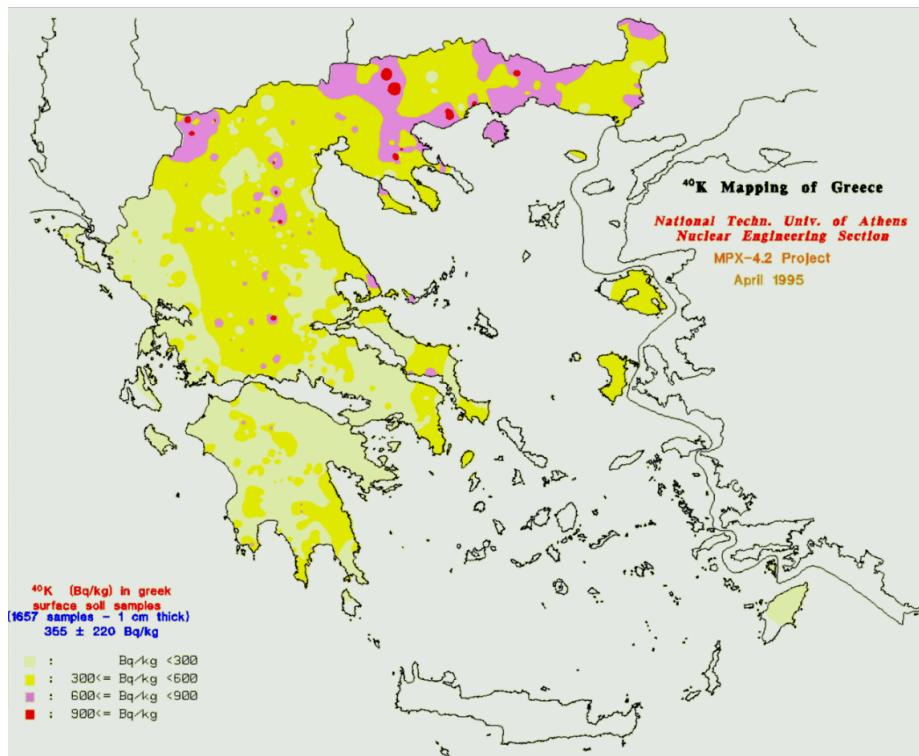 ⁴⁰K Mapping of Greece
National Techn. Univ. of Athens
Nuclear Engineering Section
MPX-4.2 Project
April 1995
⁴⁰K (Bq/kg) in greek
surface soil samples
(1657 samples - 1 cm thick)
355 ± 220 Bq/kg
: Bq/kg <300
: 300<= Bq/kg <600
: 600<= Bq/kg <900
: 900<= Bq/kg